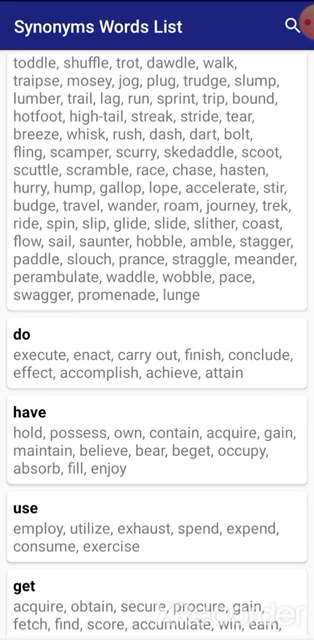 Synonyms Words List
toddle, shuffle, trot, dawdle, walk,
traipse, mosey, jog, plug, trudge, slump,
lumber, trail, lag, run, sprint, trip, bound,
hotfoot, high-tail, streak, stride, tear,
breeze, whisk, rush, dash, dart, bolt,
fling, scamper, scurry, skedaddle, scoot,
scuttle, scramble, race, chase, hasten,
hurry, hump, gallop, lope, accelerate, stir,
budge, travel, wander, roam, journey, trek,
ride, spin, slip, glide, slide, slither, coast,
flow, sail, saunter, hobble, amble, stagger,
paddle, slouch, prance, straggle, meander,
perambulate, waddle, wobble, pace,
swagger, promenade, lunge
do
execute, enact, carry out, finish, conclude,
effect, accomplish, achieve, attain
have
hold, possess, own, contain, acquire, gain,
maintain, believe, bear, beget, occupy,
absorb, fill, enjoy
use
employ, utilize, exhaust, spend, expend,
consume, exercise
get
acquire, obtain, secure, procure, gain,
fetch, find, score, accumulate, win, earn,